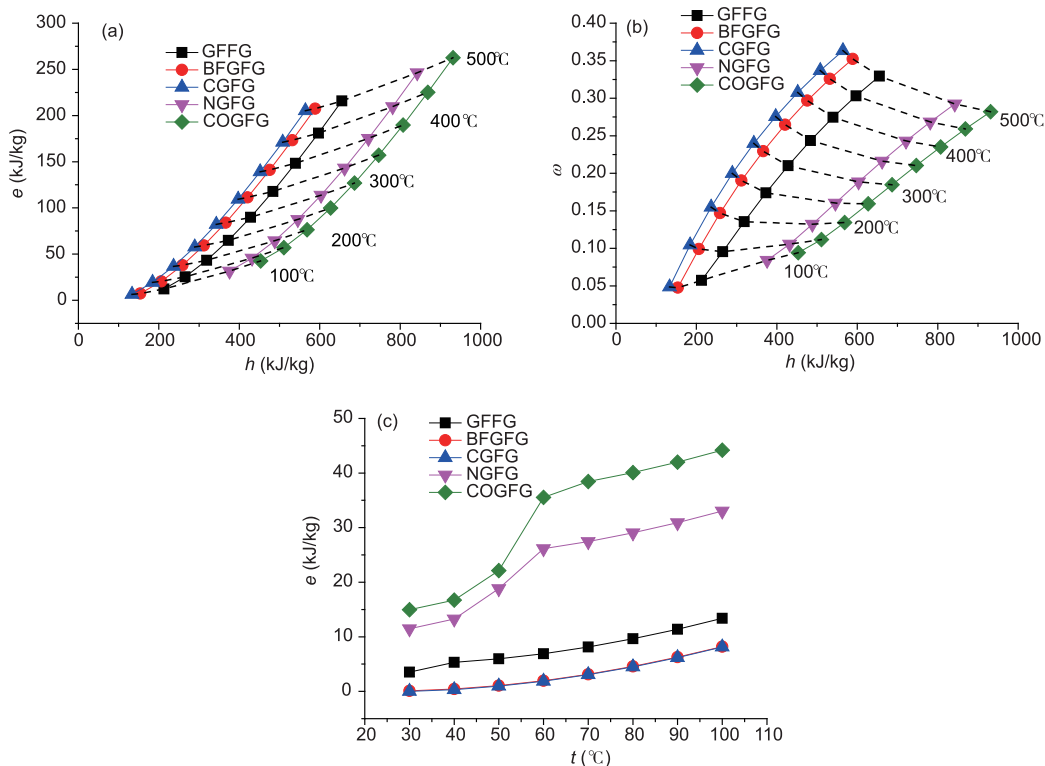 (a)
GFFG
BFGFG
CGFG
NGFG
COGFG
500℃
400℃
300℃
200℃
100℃
300
250
200
150
100
50
0
e (kJ/kg)
200 400 600 800 1000
h (kJ/kg)
(b)
GFFG
BFGFG
CGFG
NGFG
COGFG
500℃
400℃
300℃
200℃
100℃
0.40
0.35
0.30
0.25
0.20
0.15
0.10
0.05
0.00
ω
0 200 400 600 800 1000
h (kJ/kg)
(c)
GFFG
BFGFG
CGFG
NGFG
COGFG
50
40
30
20
10
0
e (kJ/kg)
20 30 40 50 60 70 80 90 100 110
t (℃)